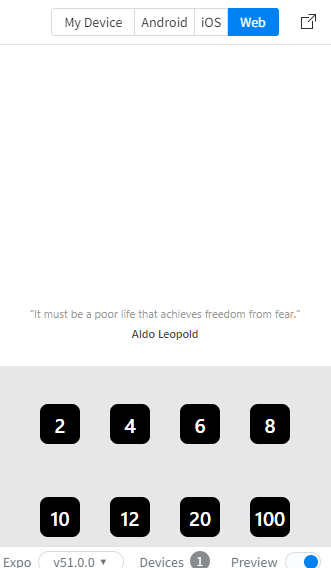 My Device Android iOS Web
"It must be a poor life that achieves freedom from fear."
Aldo Leopold
2 4 6 8
10 12 20 100
Expo v51.0.0 Devices 1 Preview